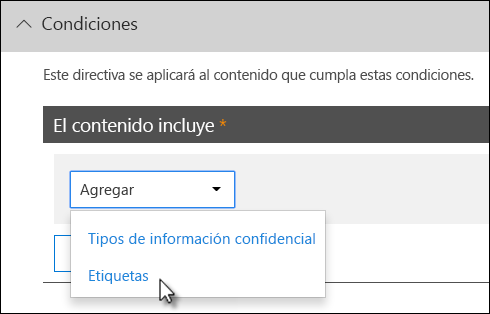 Condiciones
Este directiva se aplicará al contenido que cumpla estas condiciones.
El contenido incluye *
Agregar
Tipos de información confidencial
Etiquetas